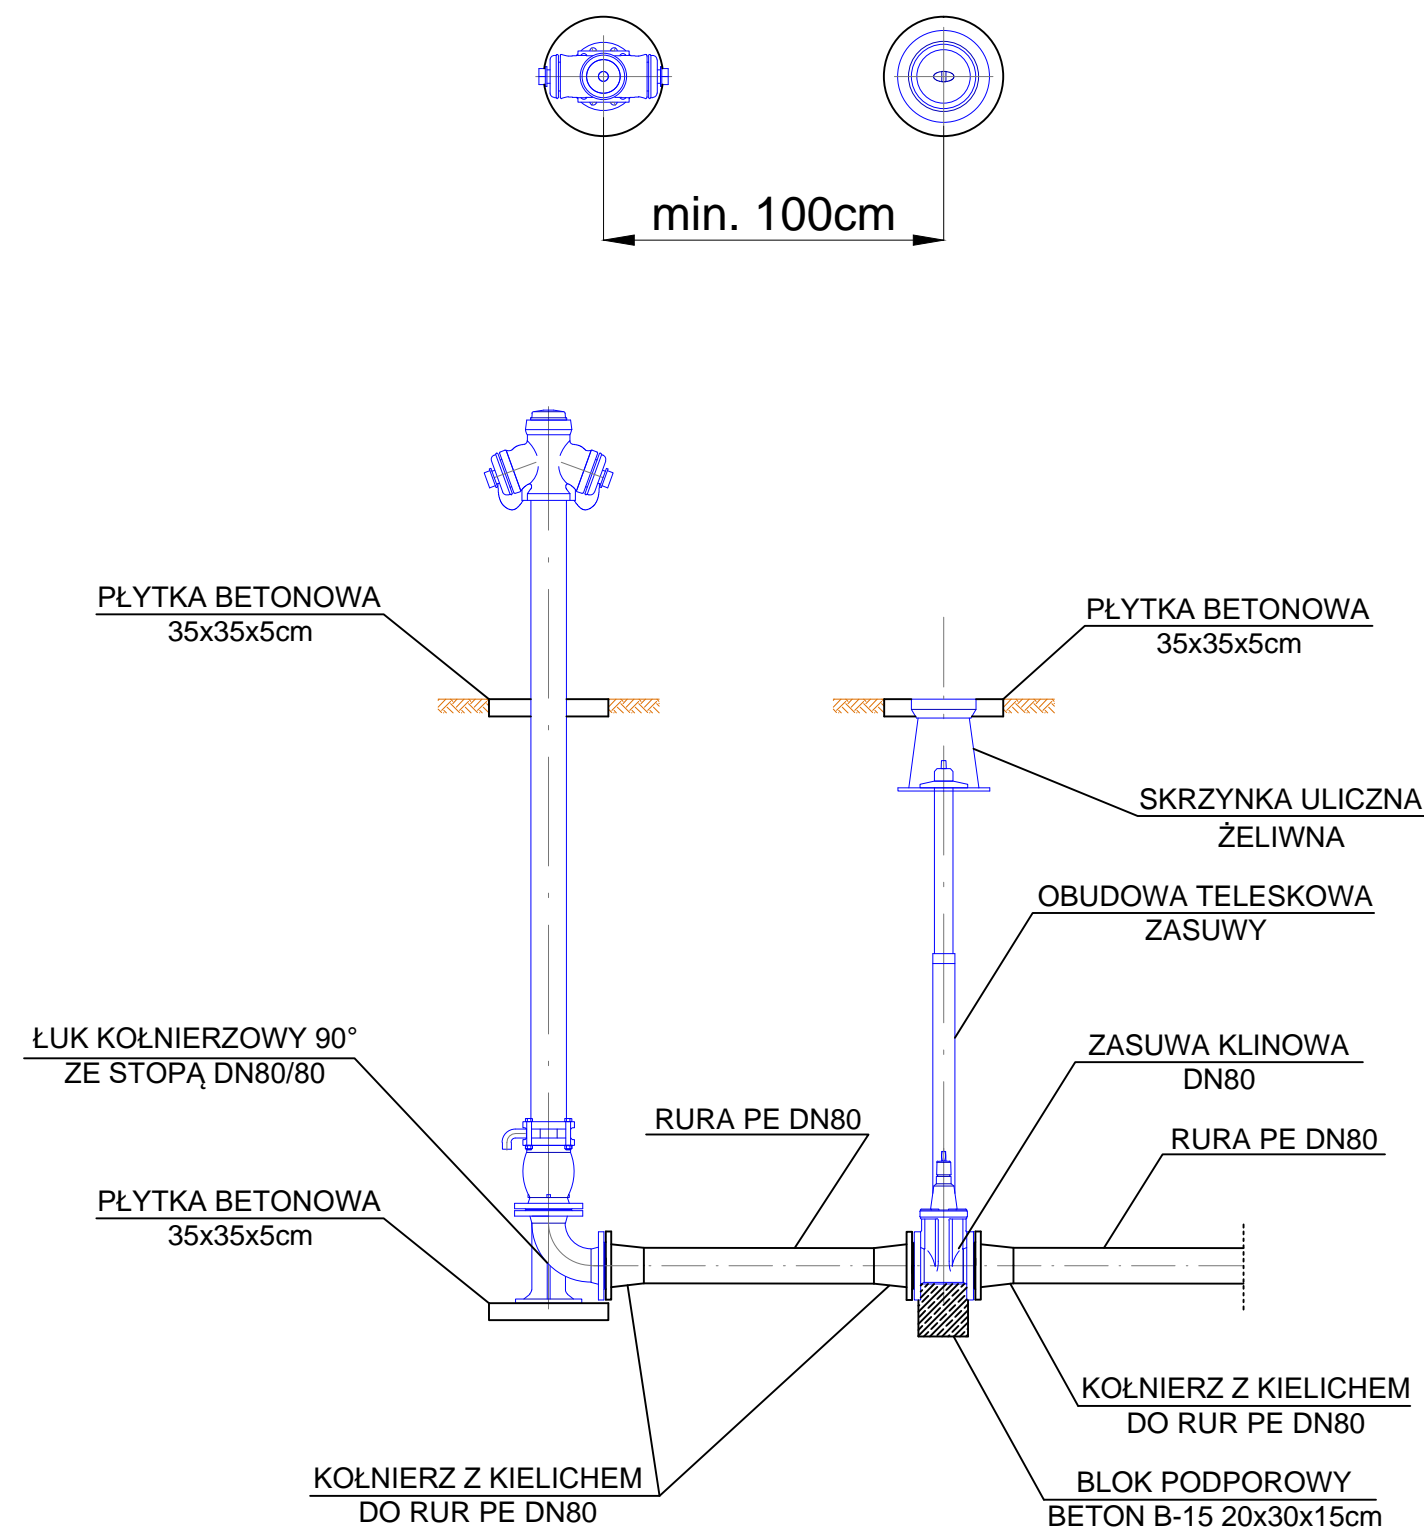 min. 100cm
PŁYTKA BETONOWA
35x35x5cm
PŁYTKA BETONOWA
35x35x5cm
SKRZYNKA ULICZNA
ŻELIWNA
OBUDOWA TELESKOWA
ZASUWY
ŁUK KOŁNIERZOWY 90°
ZE STOPĄ DN80/80
ZASUWA KLINOWA
DN80
RURA PE DN80
RURA PE DN80
PŁYTKA BETONOWA
35x35x5cm
KOŁNIERZ Z KIELICHEM
DO RUR PE DN80
KOŁNIERZ Z KIELICHEM
DO RUR PE DN80
BLOK PODPOROWY
BETON B-15 20x30x15cm